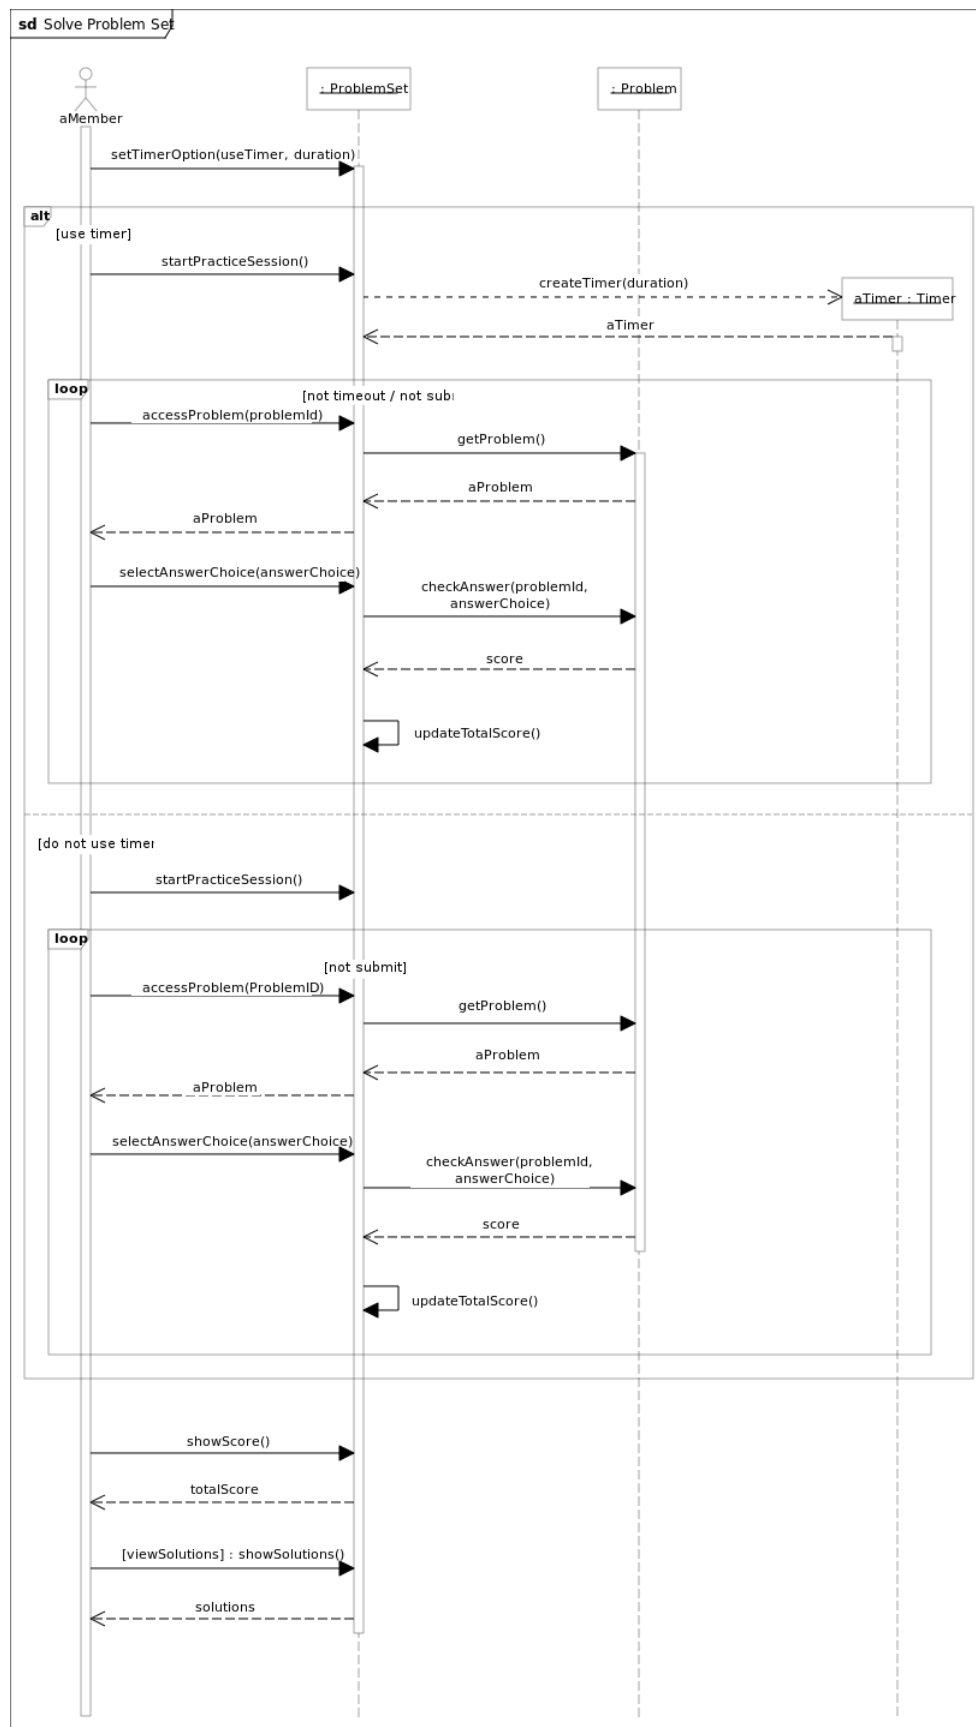 sd Solve Problem Set
: ProblemSet
: Problem
aMember
setTimerOption(useTimer, duration)
alt
[use timer]
startPracticeSession()
createTimer(duration)
aTimer : Timer
aTimer
loop
[not timeout / not sub
accessProblem(problemId)
getProblem()
aProblem
aProblem
selectAnswerChoice(answerChoice)
checkAnswer(problemId,
answerChoice)
score
updateTotalScore()
[do not use timer
startPracticeSession()
loop
[not submit]
accessProblem(ProblemID)
getProblem()
aProblem
aProblem
selectAnswerChoice(answerChoice)
checkAnswer(problemId,
answerChoice)
score
updateTotalScore()
showScore()
totalScore
[viewSolutions] : showSolutions()
solutions